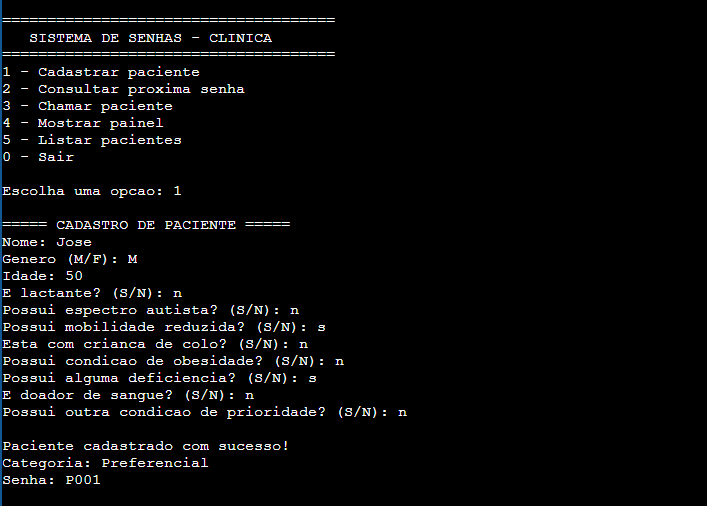 =====================================
SISTEMA DE SENHAS - CLINICA
=====================================
1 - Cadastrar paciente
2 - Consultar proxima senha
3 - Chamar paciente
4 - Mostrar painel
5 - Listar pacientes
0 - Sair
Escolha uma opcao: 1
===== CADASTRO DE PACIENTE =====
Nome: Jose
Genero (M/F): M
Idade: 50
E lactante? (S/N): n
Possui espectro autista? (S/N): n
Possui mobilidade reduzida? (S/N): s
Esta com crianca de colo? (S/N): n
Possui condicao de obesidade? (S/N): n
Possui alguma deficiencia? (S/N): s
E doador de sangue? (S/N): n
Possui outra condicao de prioridade? (S/N): n
Paciente cadastrado com sucesso!
Categoria: Preferencial
Senha: P001